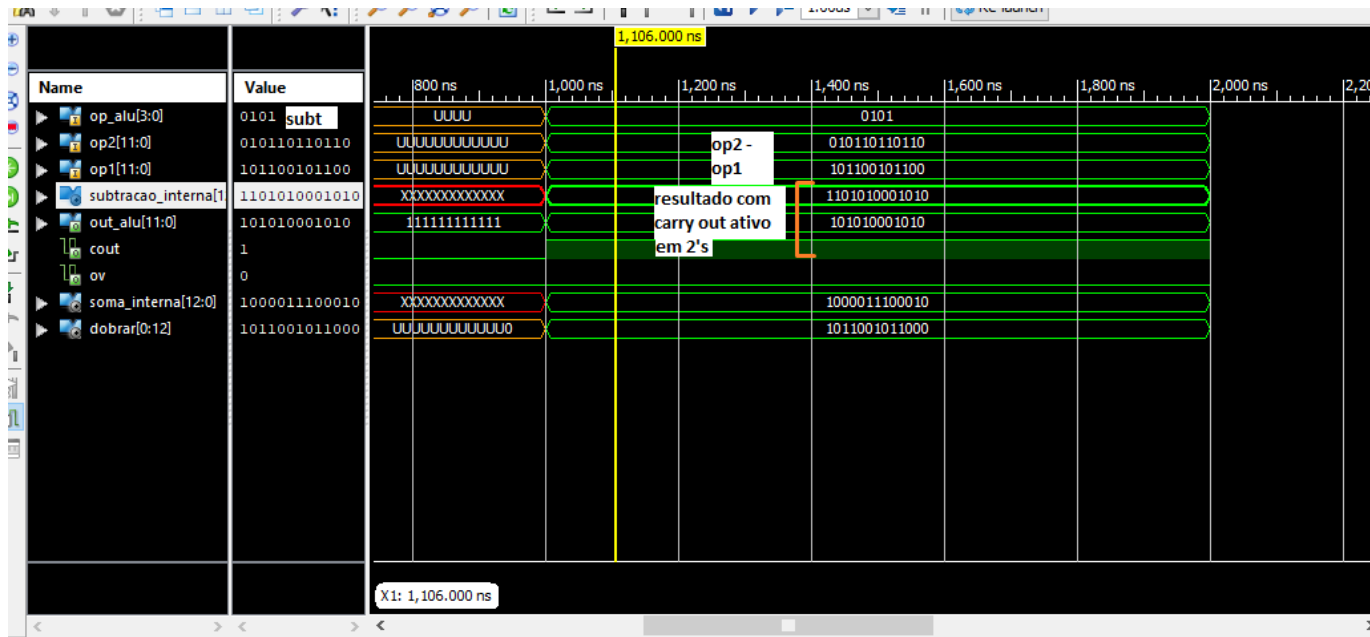 1,106.000 ns
Name Value 800 ns 1,000 ns 1,200 ns 1,400 ns 1,600 ns 1,800 ns 2,000 ns 2,20
op_alu[3:0] 0101 subt UUUU 0101
op2[11:0] 010110110110 UUUUUUUUUUUU op2 - 010110110110
op1[11:0] 101100101100 UUUUUUUUUUUU op1 101100101100
subtracao_interna[1 1101010001010 XXXXXXXXXXXXX resultado com 1101010001010
out_alu[11:0] 101010001010 111111111111 carry out ativo 101010001010
cout 1 em 2's
ov 0
soma_interna[12:0] 1000011100010 XXXXXXXXXXXXX 1000011100010
dobrar[0:12] 1011001011000 UUUUUUUUUUUU0 1011001011000
X1: 1,106.000 ns